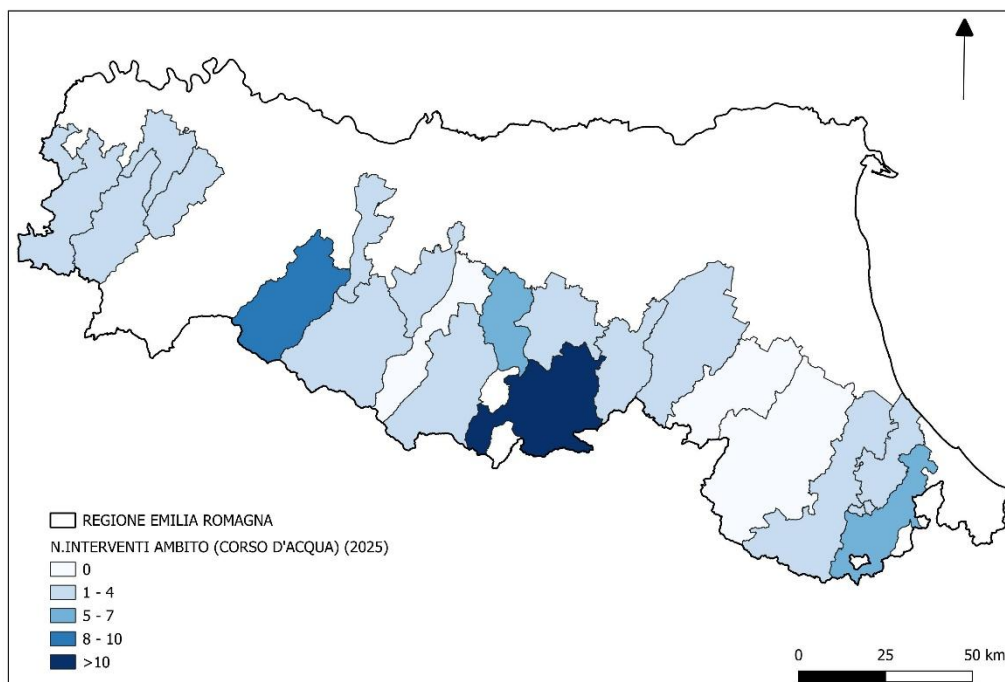 REGIONE EMILIA ROMAGNA
N.INTERVENTI AMBITO (CORSO D'ACQUA) (2025)
0
1 - 4
5 - 7
8 - 10
>10
0 25 50 km